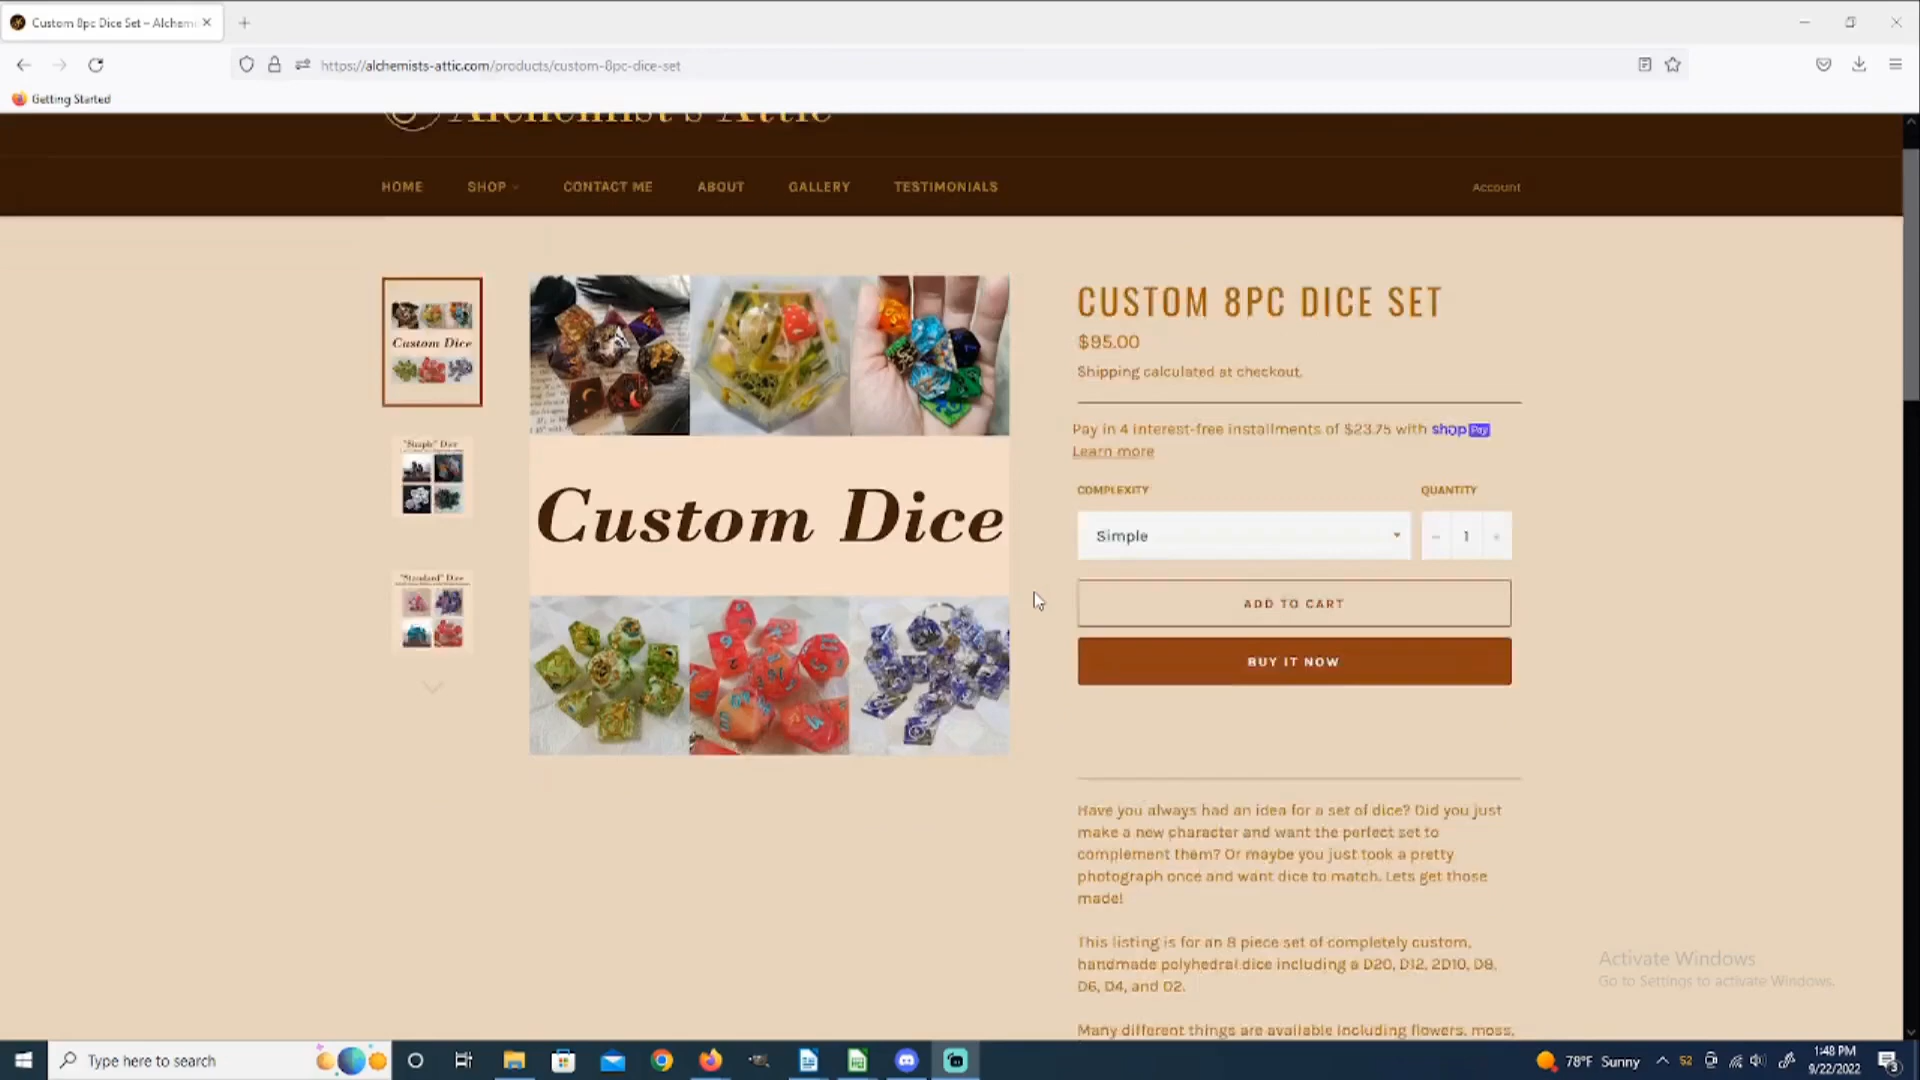 Custom 8pc Dice Set – Alchemi
https://alchemists-attic.com/products/custom-8pc-dice-set
Getting Started
Alchemist's Attic
HOME SHOP CONTACT ME ABOUT GALLERY TESTIMONIALS Account
Custom Dice
"Simple" Dice
"Standard" Dice
Custom Dice
CUSTOM 8PC DICE SET
$95.00
Shipping calculated at checkout.
Pay in 4 interest-free installments of $23.75 with shop Pay
Learn more
COMPLEXITY QUANTITY
Simple − 1 +
ADD TO CART
BUY IT NOW
Have you always had an idea for a set of dice? Did you just
make a new character and want the perfect set to
complement them? Or maybe you just took a pretty
photograph once and want dice to match. Lets get those
made!
This listing is for an 8 piece set of completely custom,
handmade polyhedral dice including a D20, D12, 2D10, D8,
D6, D4, and D2.
Many different things are available including flowers, moss,
Activate Windows
Go to Settings to activate Windows.
Type here to search
78°F Sunny
52
1:48 PM
9/22/2022
3